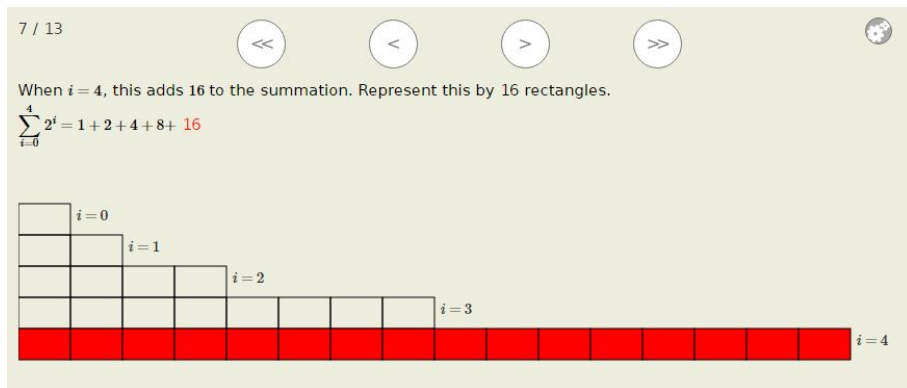 7 / 13
<<
<
>
>>
When i = 4, this adds 16 to the summation. Represent this by 16 rectangles.
4
∑ 2^i = 1 + 2 + 4 + 8+ 16
i=0
i = 0
i = 1
i = 2
i = 3
i = 4